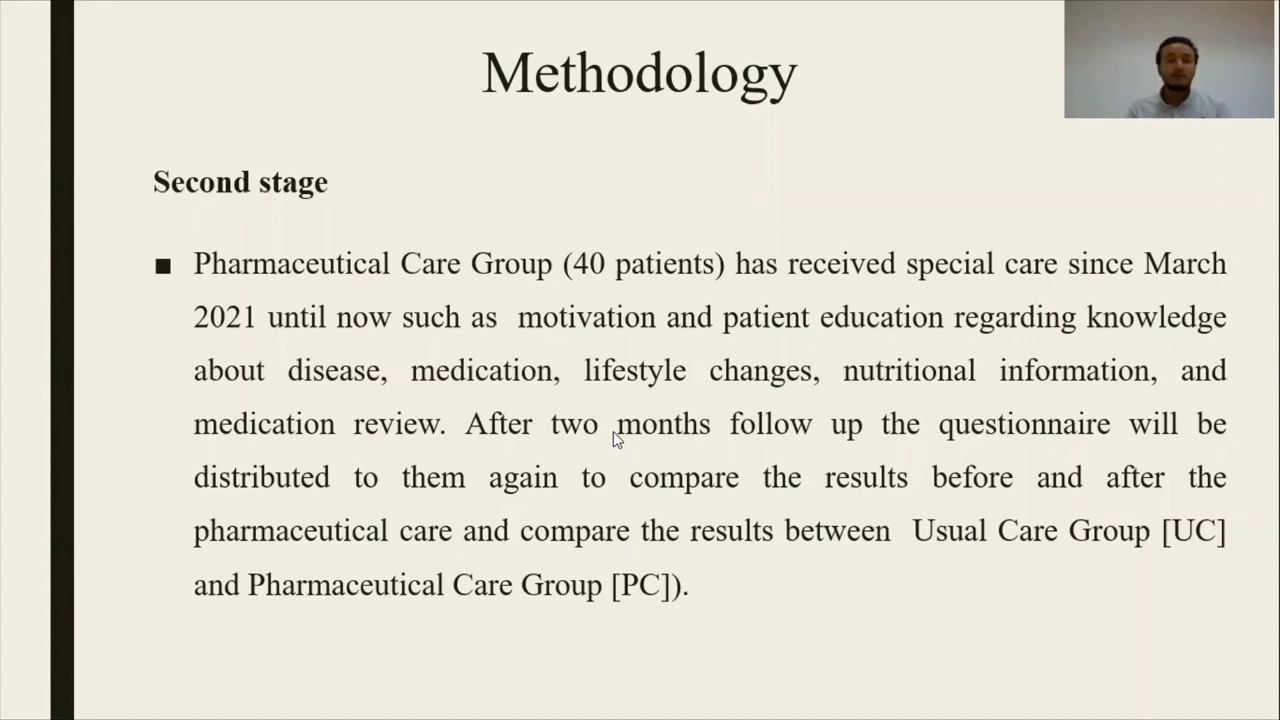 Methodology
Second stage
■ Pharmaceutical Care Group (40 patients) has received special care since March
2021 until now such as  motivation and patient education regarding knowledge
about disease, medication, lifestyle changes, nutritional information, and
medication review. After two months follow up the questionnaire will be
distributed to them again to compare the results before and after the
pharmaceutical care and compare the results between  Usual Care Group [UC]
and Pharmaceutical Care Group [PC]).